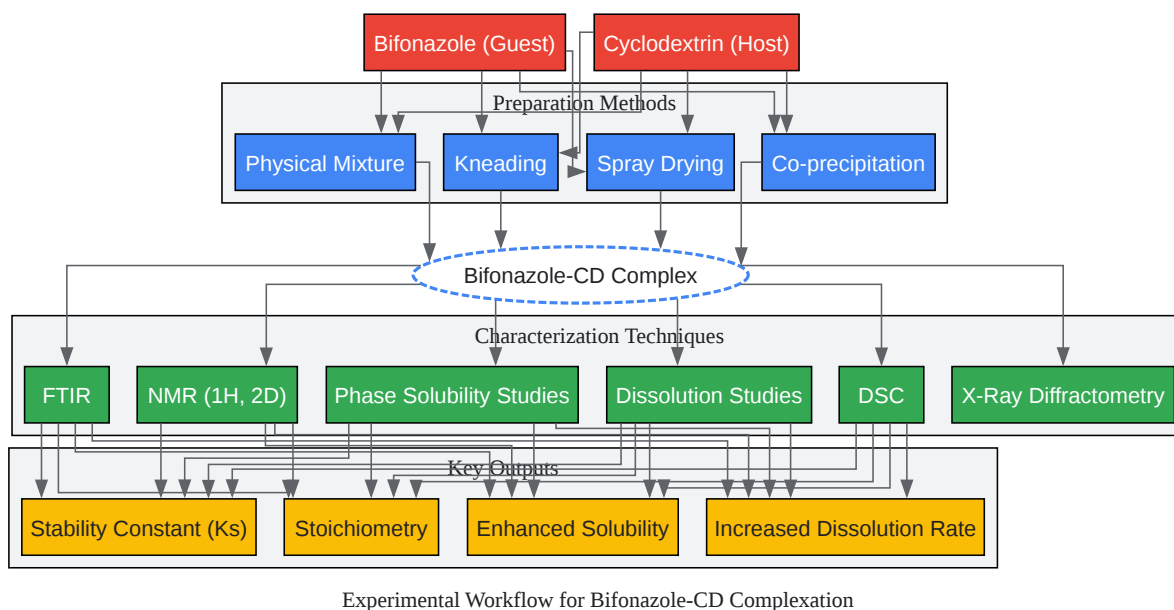 Bifonazole (Guest)
Cyclodextrin (Host)
Preparation Methods
Physical Mixture
Kneading
Spray Drying
Co-precipitation
Bifonazole-CD Complex
Characterization Techniques
FTIR
NMR (1H, 2D)
Phase Solubility Studies
Dissolution Studies
DSC
X-Ray Diffractometry
Key Outputs
Stability Constant (Ks)
Stoichiometry
Enhanced Solubility
Increased Dissolution Rate
Experimental Workflow for Bifonazole-CD Complexation